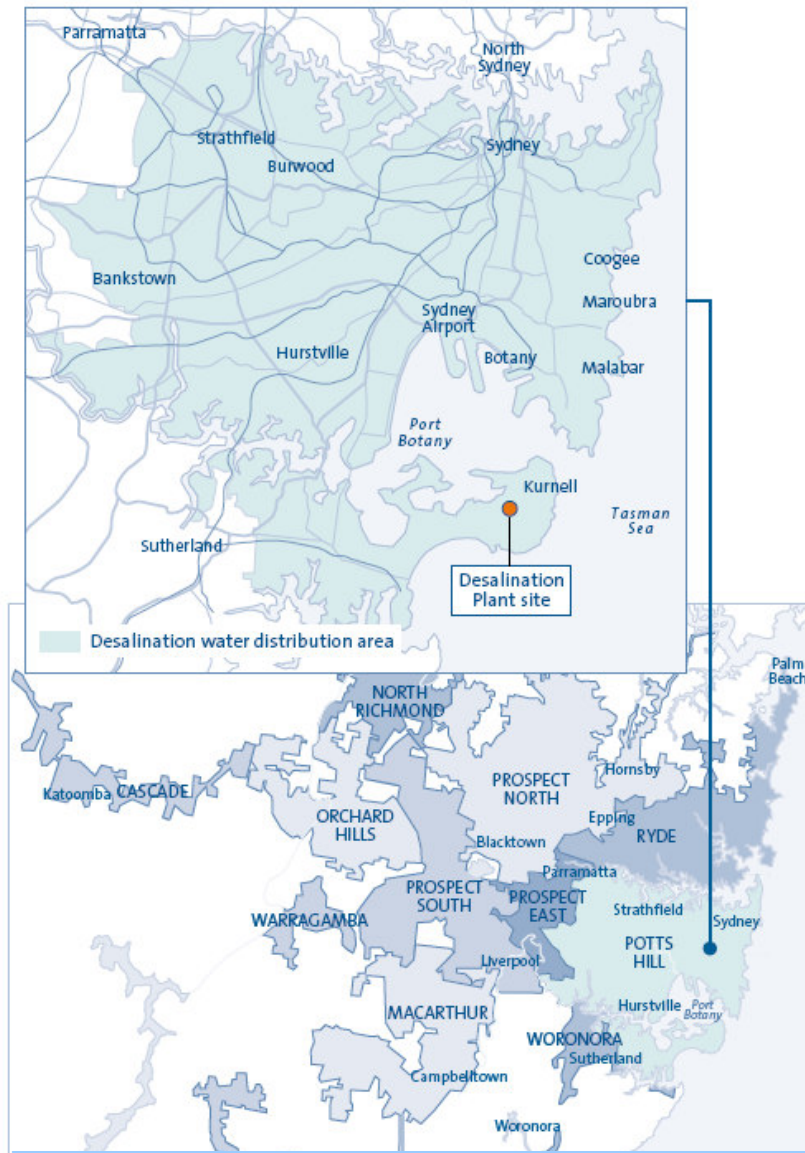 Parramatta
North
Sydney
Strathfield
Sydney
Burwood
Coogee
Bankstown
Maroubra
Sydney
Airport
Hurstville
Botany
Malabar
Port
Botany
Kurnell
Tasman
Sea
Sutherland
Desalination
Plant site
Desalination water distribution area
Palm
Beach
NORTH
RICHMOND
Hornsby
PROSPECT
NORTH
Katoomba CASCADE
ORCHARD
HILLS
Epping
RYDE
Blacktown
Parramatta
PROSPECT
SOUTH
PROSPECT
EAST
Strathfield
Sydney
WARRAGAMBA
POTTS
HILL
Liverpool
Hurstville
Port
Botany
MACARTHUR
WORONORA
Sutherland
Campbelltown
Woronora